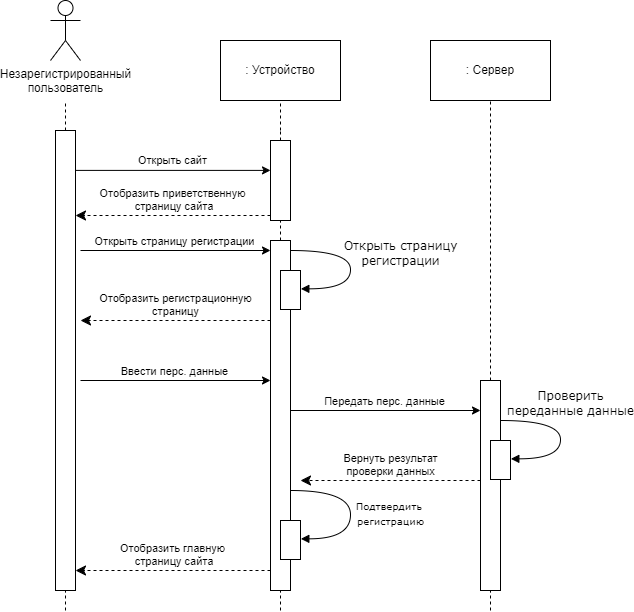 Незарегистрированный
пользователь
: Устройство
: Сервер
Открыть сайт
Отобразить приветственную
страницу сайта
Открыть страницу регистрации
Открыть страницу
регистрации
Отобразить регистрационную
страницу
Ввести перс. данные
Передать перс. данные
Проверить
переданные данные
Вернуть результат
проверки данных
Подтвердить
регистрацию
Отобразить главную
страницу сайта